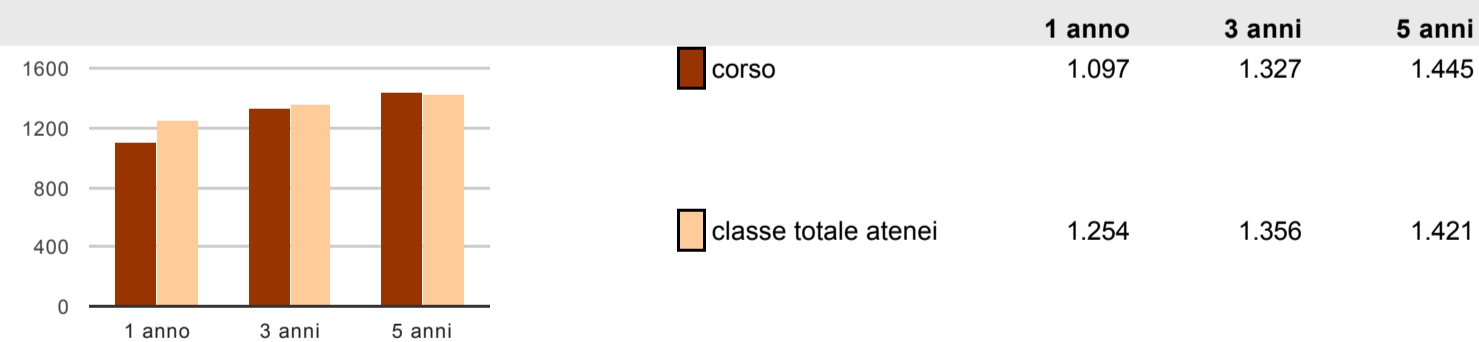 1 anno 3 anni 5 anni
1600
1200
800
400
0
1 anno 3 anni 5 anni
corso 1.097 1.327 1.445
classe totale atenei 1.254 1.356 1.421